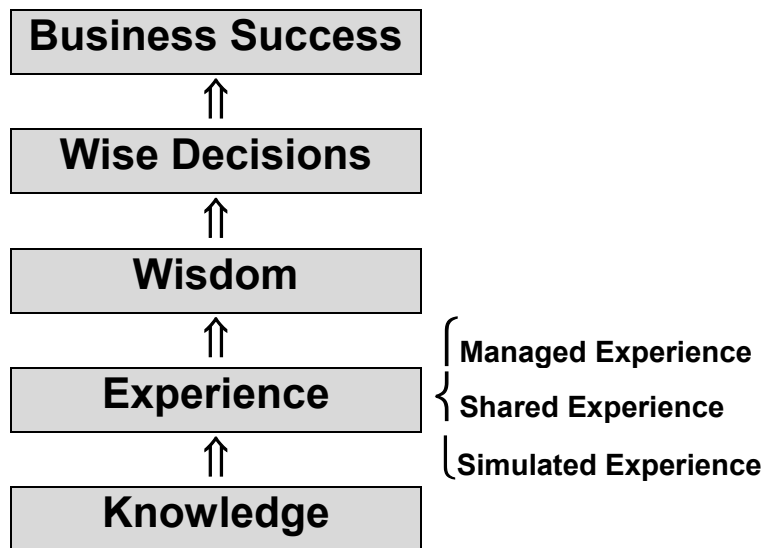 Business Success
⇑
Wise Decisions
⇑
Wisdom
⇑
Managed Experience
Experience
Shared Experience
⇑
Simulated Experience
Knowledge